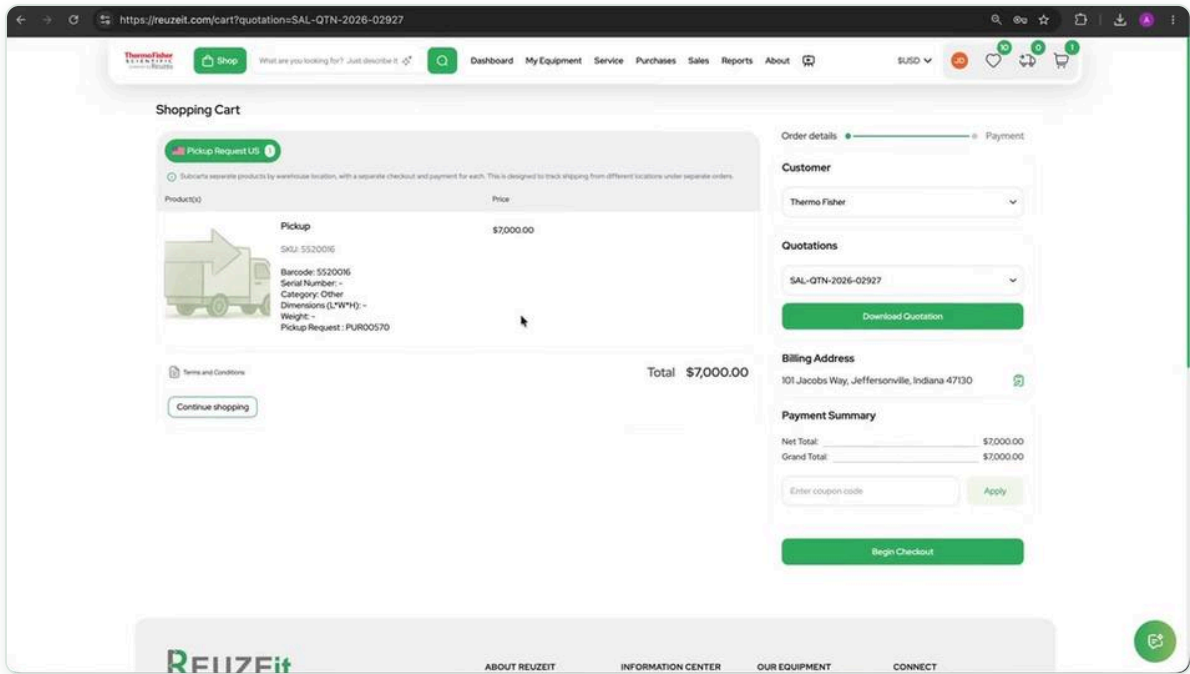 https://reuzeit.com/cart?quotation=SAL-QTN-2026-02927
ThermoFisher
SCIENTIFIC
Shop
What are you looking for? Just describe it
Dashboard My Equipment Service Purchases Sales Reports About
$USD
JD
10
0
1
Shopping Cart
Pickup Request US 1
Subcarts separate products by warehouse location, with a separate checkout and payment for each. This is designed to track shipping from different locations under separate orders.
Product(s) Price
Pickup
$7,000.00
SKU: 5520016
Barcode: 5520016
Serial Number: -
Category: Other
Dimensions (L*W*H): -
Weight: -
Pickup Request : PUR00570
Terms and Conditions
Total $7,000.00
Continue shopping
Order details Payment
Customer
Thermo Fisher
Quotations
SAL-QTN-2026-02927
Download Quotation
Billing Address
101 Jacobs Way, Jeffersonville, Indiana 47130
Payment Summary
Net Total: $7,000.00
Grand Total: $7,000.00
Enter coupon code
Apply
Begin Checkout
REUZEit
ABOUT REUZEIT INFORMATION CENTER OUR EQUIPMENT CONNECT